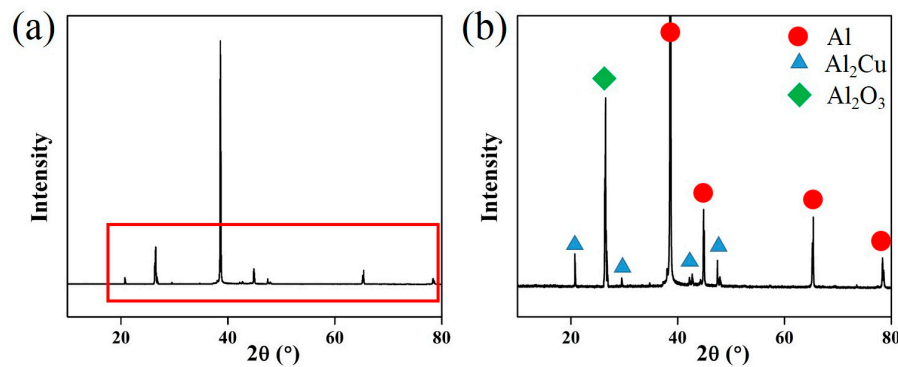 (a)
Intensity
20 40 60 80
2θ (°)
(b)
Al
Al₂Cu
Al₂O₃
Intensity
20 40 60 80
2θ (°)